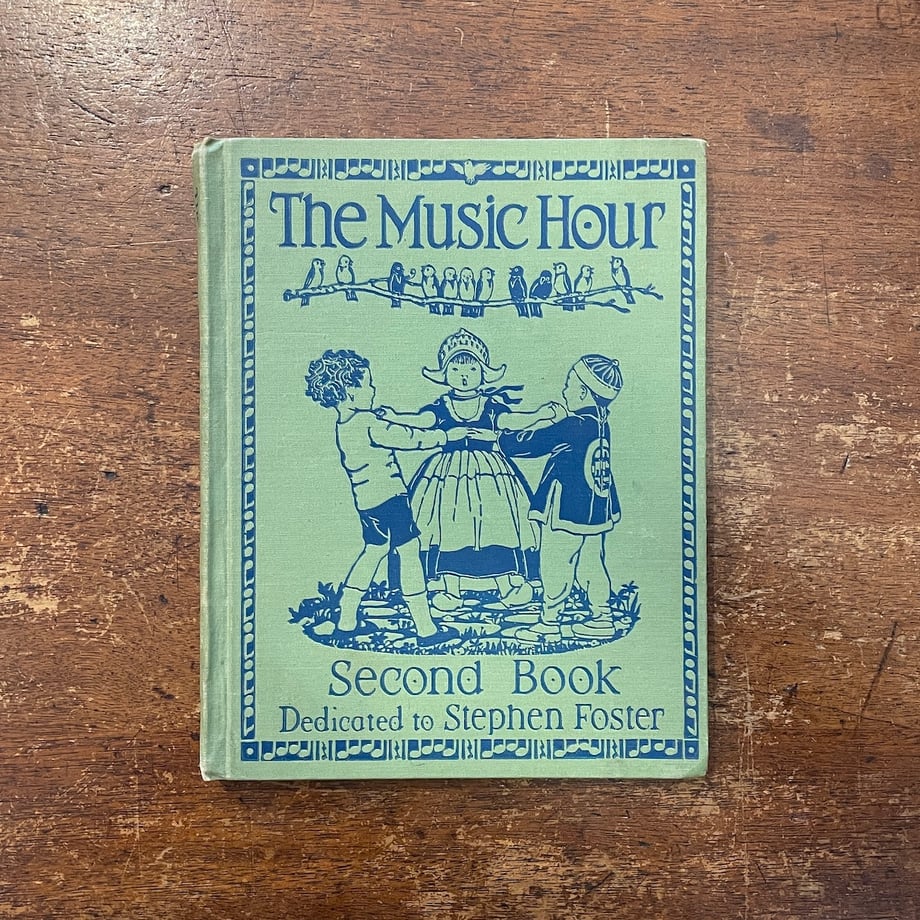 The Music Hour
Second Book
Dedicated to Stephen Foster